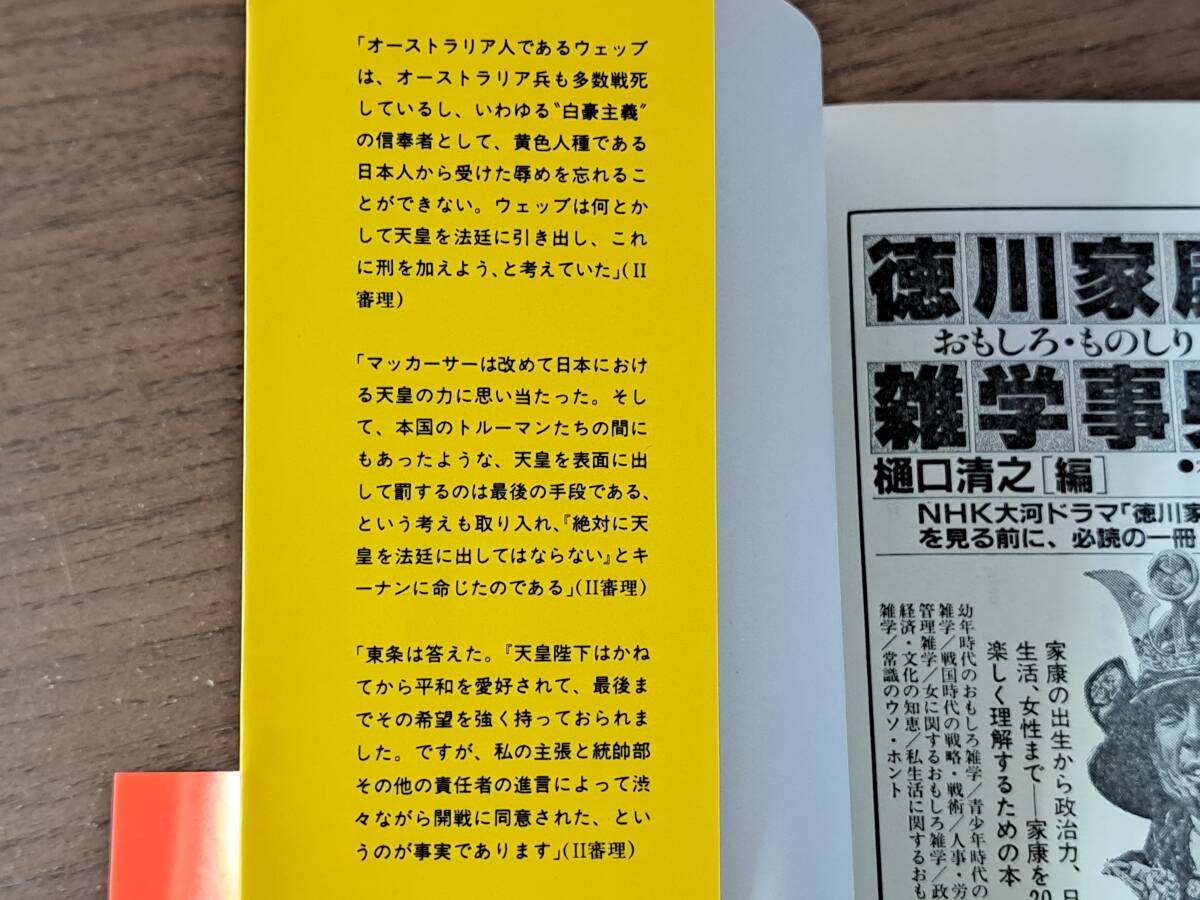 「オーストラリア人であるウェッブ
は、オーストラリア兵も多数戦死
しているし、いわゆる〝白豪主義〟
の信奉者として、黄色人種である
日本人から受けた辱めを忘れるこ
とができない。ウェッブは何とか
して天皇を法廷に引き出し、これ
に刑を加えよう、と考えていた」(II
審理)
「マッカーサーは改めて日本におけ
る天皇の力に思い当たった。そし
て、本国のトルーマンたちの間に
もあったような、天皇を表面に出
して罰するのは最後の手段である、
という考えも取り入れ、『絶対に天
皇を法廷に出してはならない』とキ
ーナンに命じたのである」(II審理)
「東条は答えた。『天皇陛下はかね
てから平和を愛好されて、最後ま
でその希望を強く持っておられま
した。ですが、私の主張と統帥部
その他の責任者の進言によって渋
々ながら開戦に同意された、とい
うのが事実であります」(II審理)
徳川家康
おもしろ・ものしり
雑学事典
樋口清之[編]
NHK大河ドラマ「徳川家
を見る前に、必読の一冊
家康の出生から政治力、日
生活、女性まで——家康を20
楽しく理解するための本
幼年時代のおもしろ雑学/青少年時代の
雑学/戦国時代の戦略・戦術/人事・労
管理雑学/女に関するおもしろ雑学/政
経済・文化の知恵/私生活に関するおも
雑学/常識のウソ・ホント